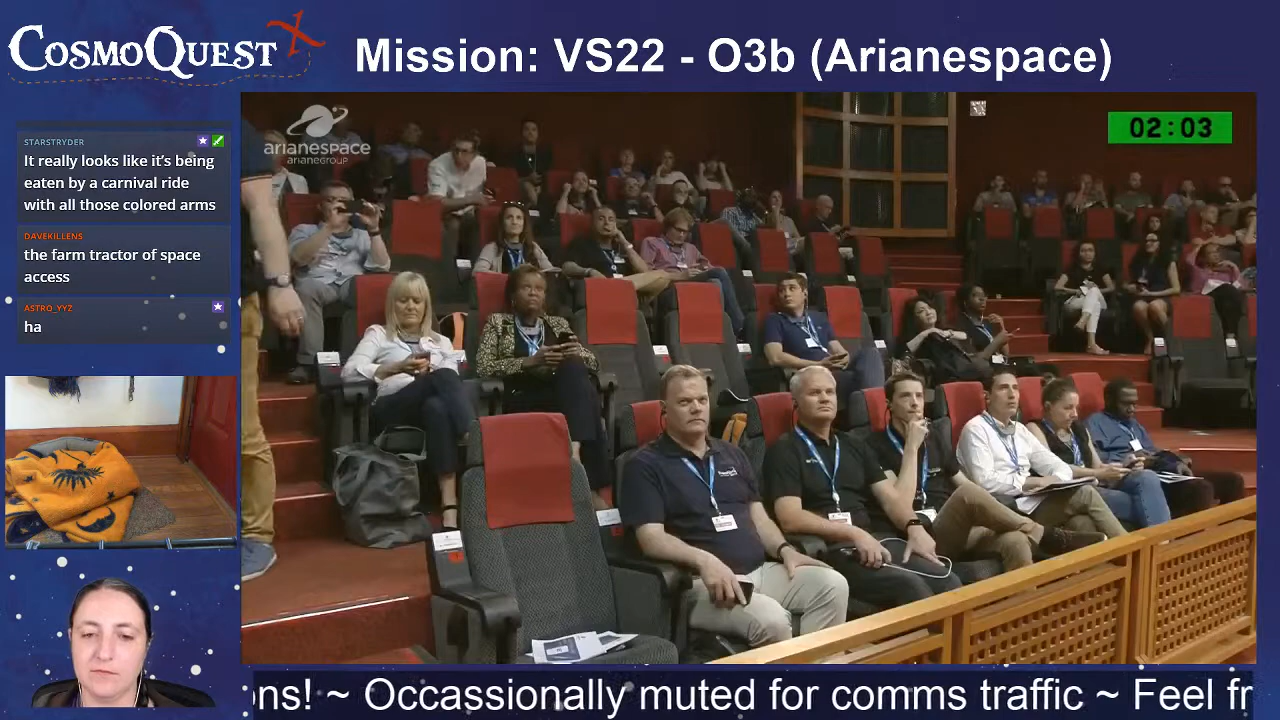 COSMOQUEST X
Mission: VS22 - O3b (Arianespace)
STARSTRYDER
It really looks like it's being
eaten by a carnival ride
with all those colored arms
DAVEKILLENS
the farm tractor of space
access
ASTRO_YYZ
ha
arianespace
ARIANEGROUP
02:03
ons! ~ Occassionally muted for comms traffic ~ Feel fr